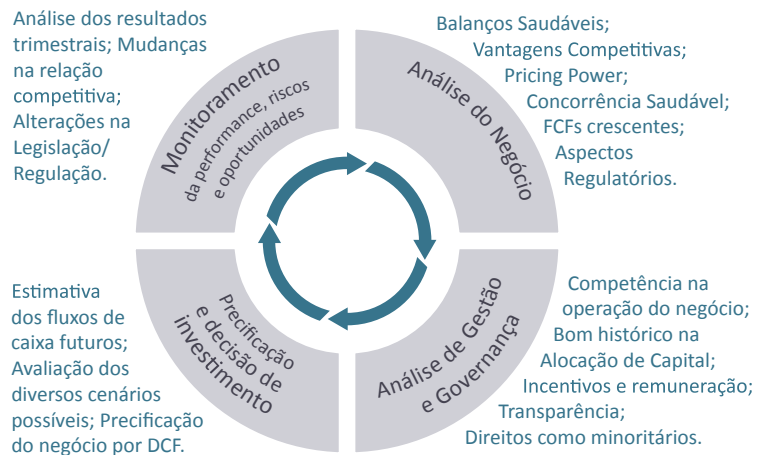 Análise dos resultados
trimestrais; Mudanças
na relação
competitiva;
Alterações na
Legislação/
Regulação.
Monitoramento
da performance, riscos
e oportunidades
Análise do Negócio
Balanços Saudáveis;
Vantagens Competitivas;
Pricing Power;
Concorrência Saudável;
FCFs crescentes;
Aspectos
Regulatórios.
Estimativa
dos fluxos de
caixa futuros;
Avaliação dos
diversos cenários
possíveis; Precificação
do negócio por DCF.
Precificação
e decisão de
investimento
Análise de Gestão
e Governança
Competência na
operação do negócio;
Bom histórico na
Alocação de Capital;
Incentivos e remuneração;
Transparência;
Direitos como minoritários.